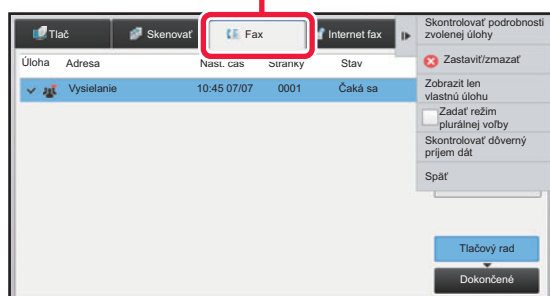 Tlač
Skenovať
Fax
Internet fax
Úloha
Adresa
Nast. čas
Stránky
Stav
Vysielanie
10:45 07/07
0001
Čaká sa
Skontrolovať podrobnosti
zvolenej úlohy
Zastaviť/zmazať
Zobraziť len
vlastnú úlohu
Zadať režim
plurálnej voľby
Skontrolovať dôverný
príjem dát
Späť
Tlačový rad
Dokončené